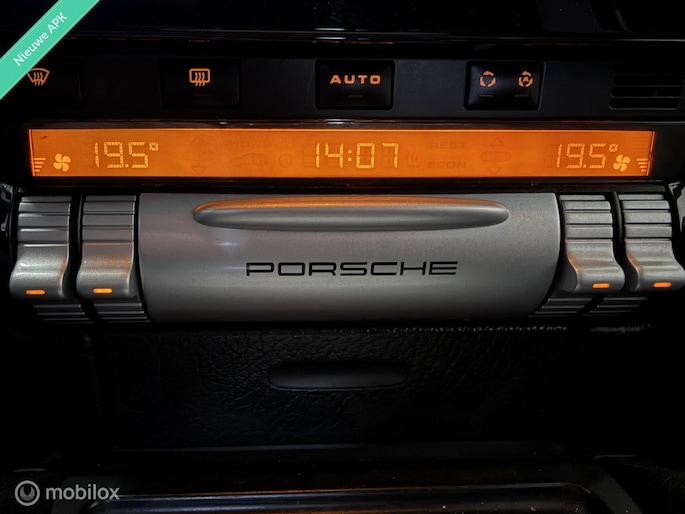 Nieuwe APK
AUTO A
19.5° 14:07 REST 19.5°
ECON
PORSCHE
mobilox